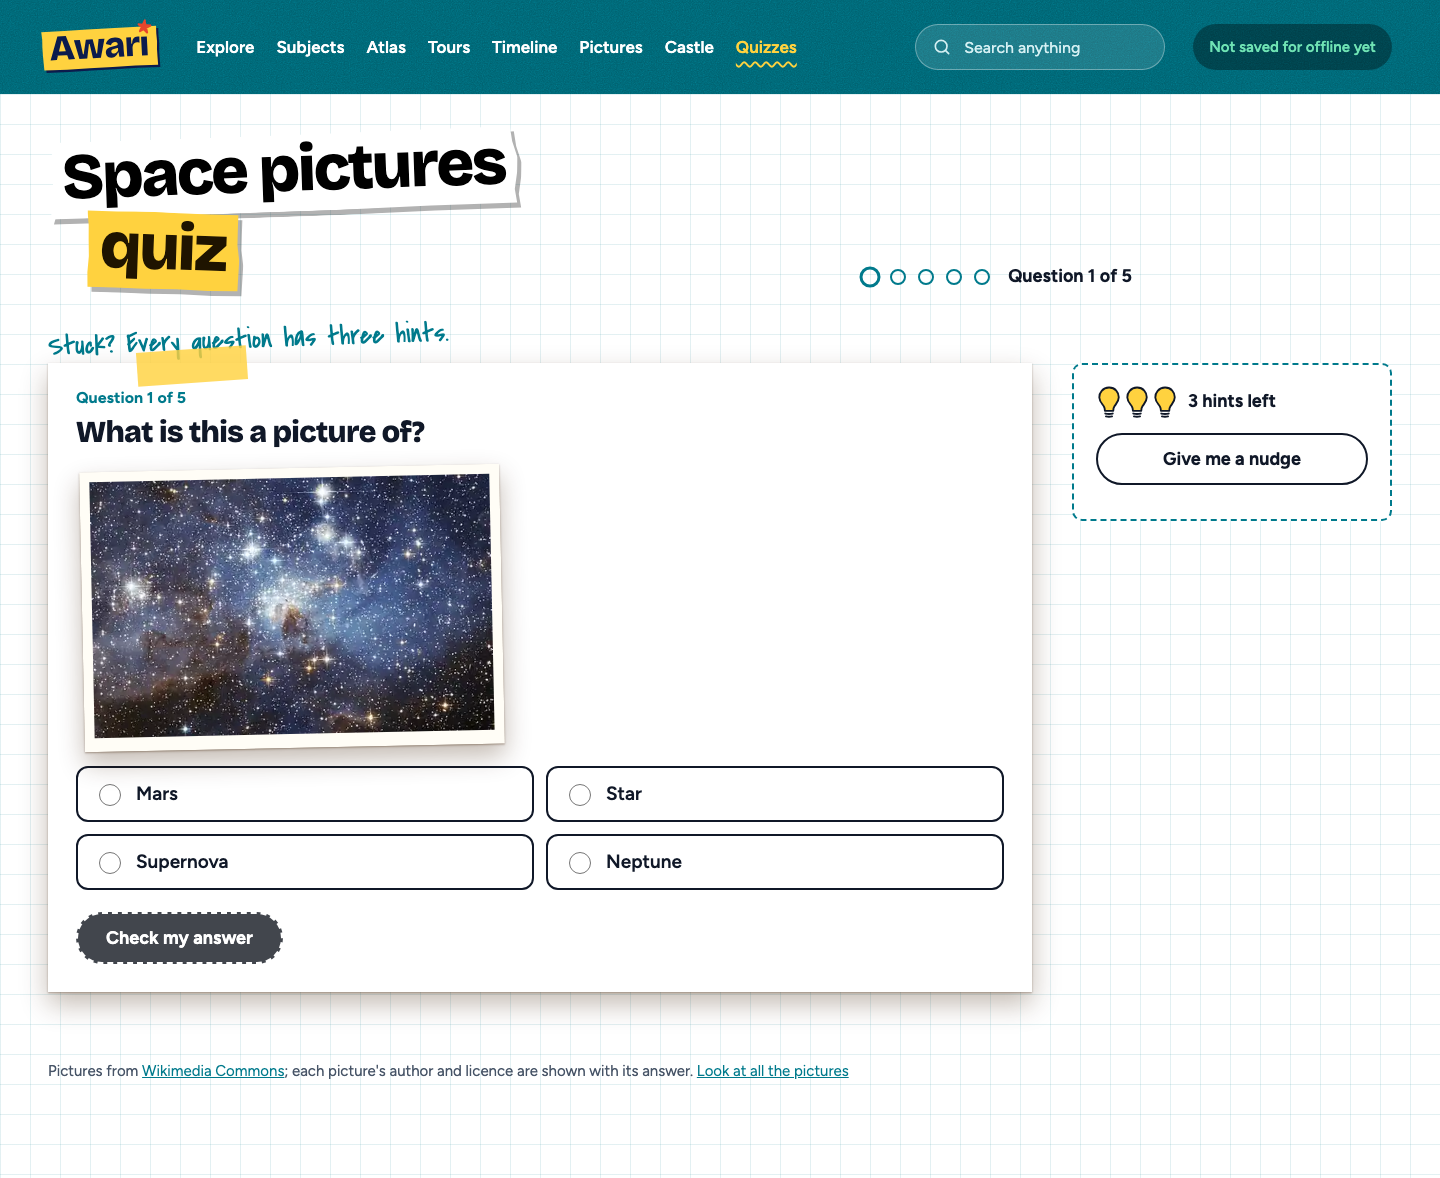 Awari
Explore Subjects Atlas Tours Timeline Pictures Castle Quizzes
Search anything
Not saved for offline yet
Space pictures
quiz
Question 1 of 5
Stuck? Every question has three hints.
Question 1 of 5
What is this a picture of?
3 hints left
Give me a nudge
Mars
Star
Supernova
Neptune
Check my answer
Pictures from Wikimedia Commons; each picture's author and licence are shown with its answer. Look at all the pictures